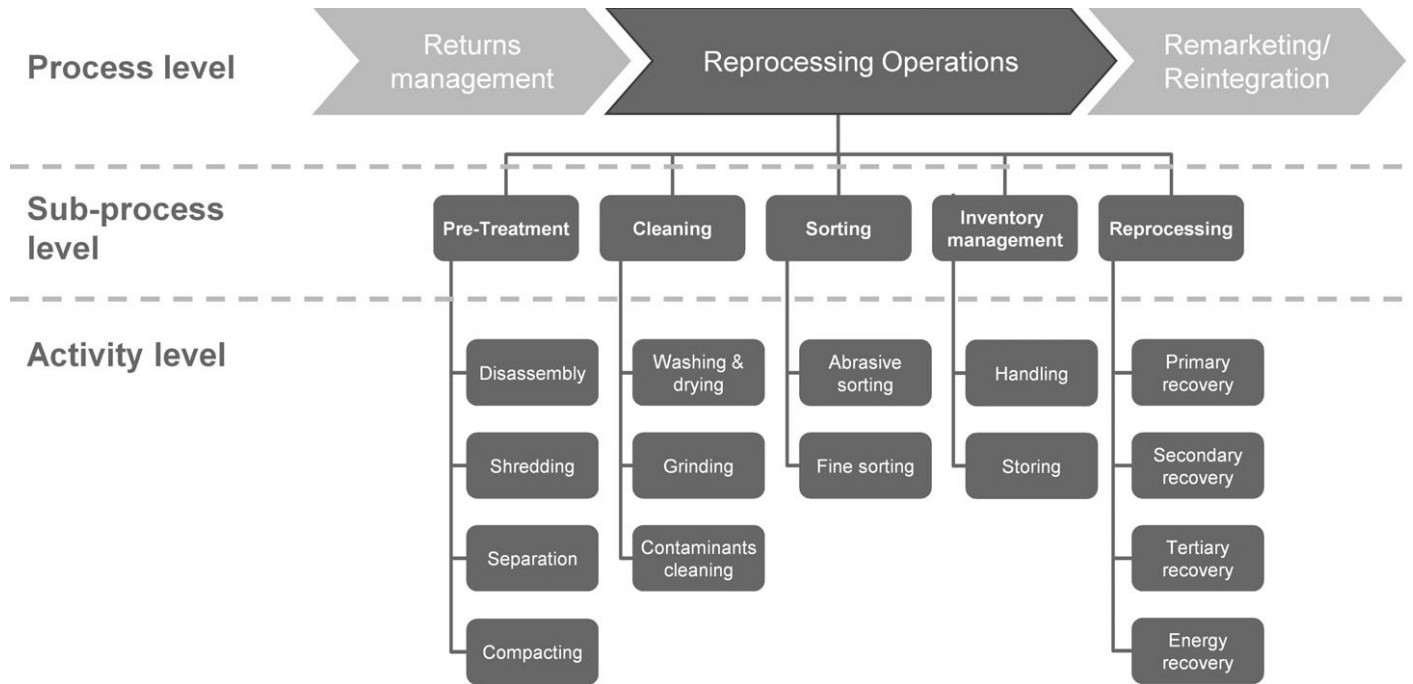 Process level
Returns
management
Reprocessing Operations
Remarketing/
Reintegration
Sub-process
level
Pre-Treatment
Cleaning
Sorting
Inventory
management
Reprocessing
Activity level
Disassembly
Shredding
Separation
Compacting
Washing &
drying
Grinding
Contaminants
cleaning
Abrasive
sorting
Fine sorting
Handling
Storing
Primary
recovery
Secondary
recovery
Tertiary
recovery
Energy
recovery